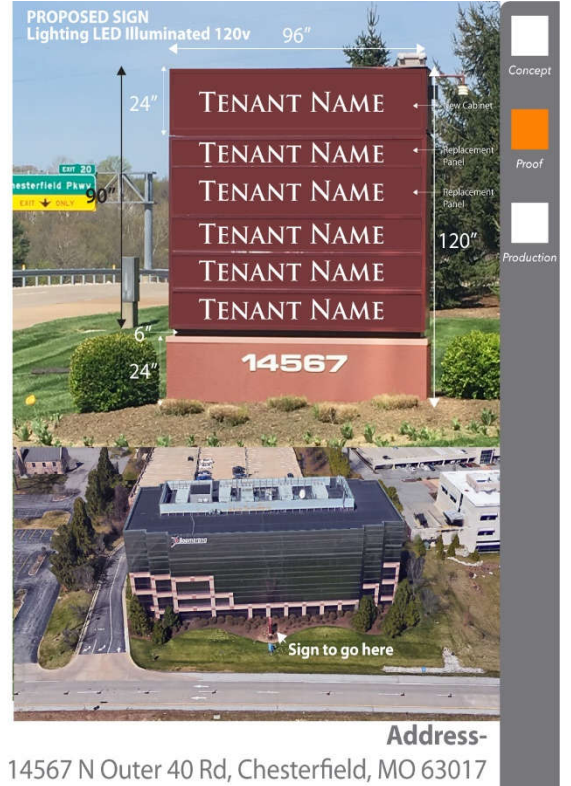 PROPOSED SIGN
Lighting LED Illuminated 120v
96”
24”
TENANT NAME
New Cabinet
TENANT NAME
Replacement
Panel
TENANT NAME
Replacement
Panel
EXIT 20
hesterfield Pkwy
EXIT ONLY
90”
120”
TENANT NAME
TENANT NAME
TENANT NAME
6”
24”
14567
Concept
Proof
Production
Boomerang
Sign to go here
Address-
14567 N Outer 40 Rd, Chesterfield, MO 63017